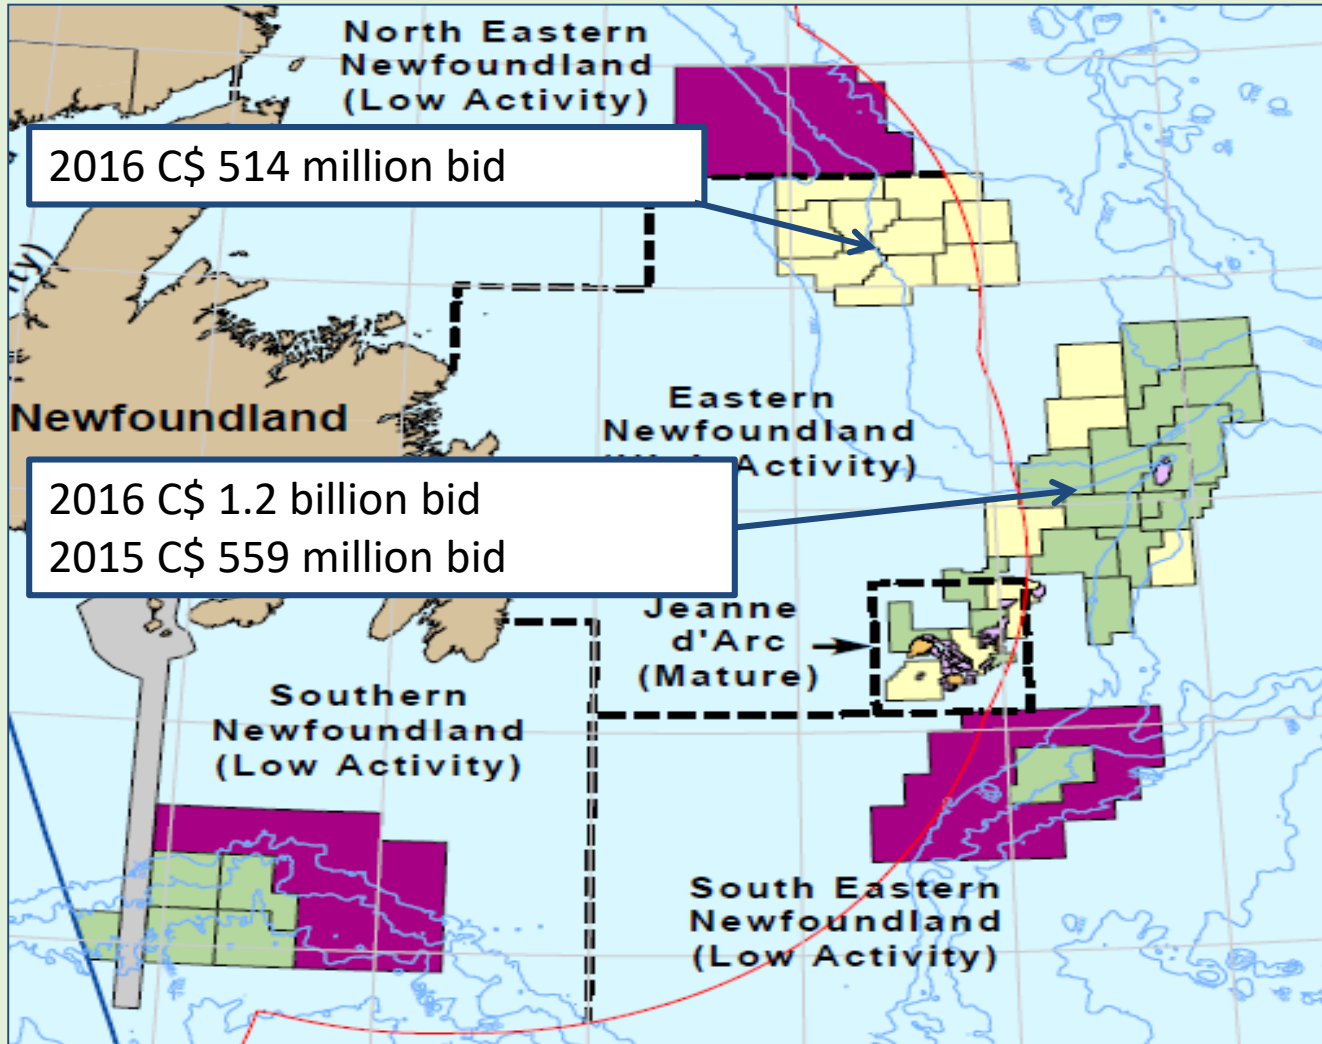 North Eastern
Newfoundland
(Low Activity)
2016 C$ 514 million bid
ity)
Eastern
Newfoundland
Activity)
Newfoundland
2016 C$ 1.2 billion bid
2015 C$ 559 million bid
Jeanne
d'Arc
(Mature)
Southern
Newfoundland
(Low Activity)
South Eastern
Newfoundland
(Low Activity)